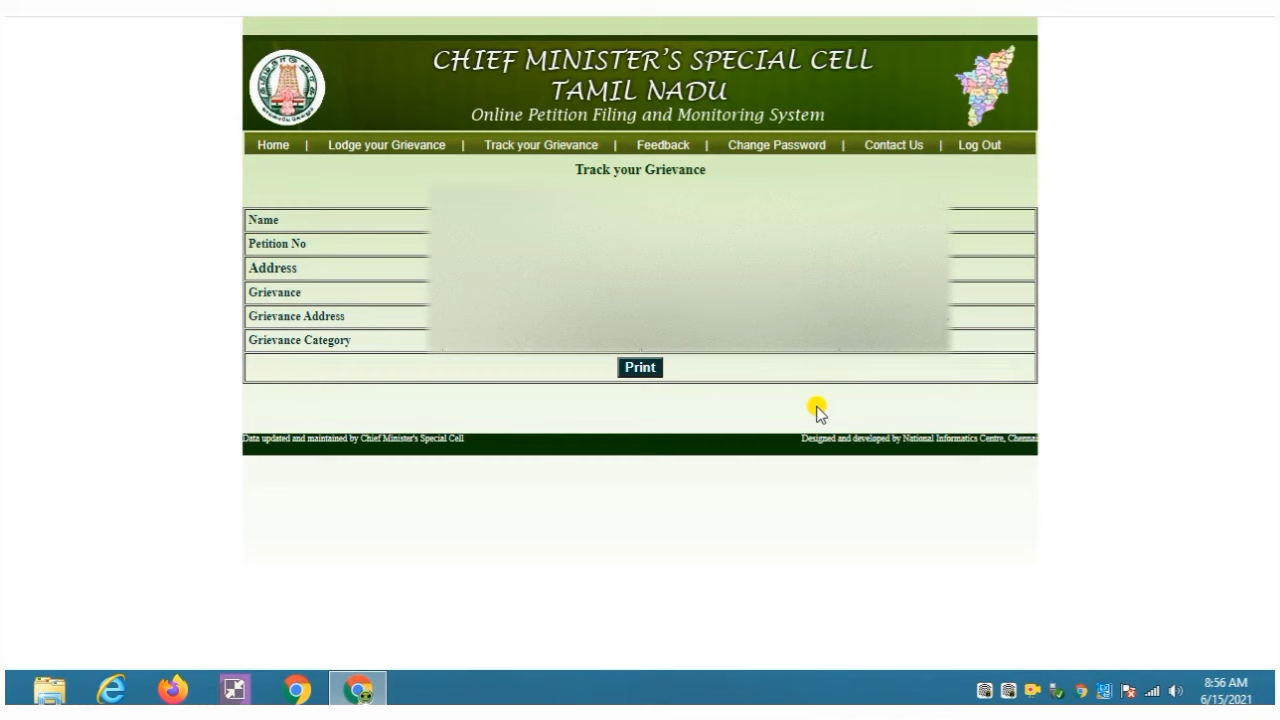 CHIEF MINISTER'S SPECIAL CELL
TAMIL NADU
Online Petition Filing and Monitoring System
Home | Lodge your Grievance | Track your Grievance | Feedback | Change Password | Contact Us | Log Out
Track your Grievance
Name
Petition No
Address
Grievance
Grievance Address
Grievance Category
Print
Data updated and maintained by Chief Minister's Special Cell
Designed and developed by National Informatics Centre, Chennai
8:56 AM
6/15/2021